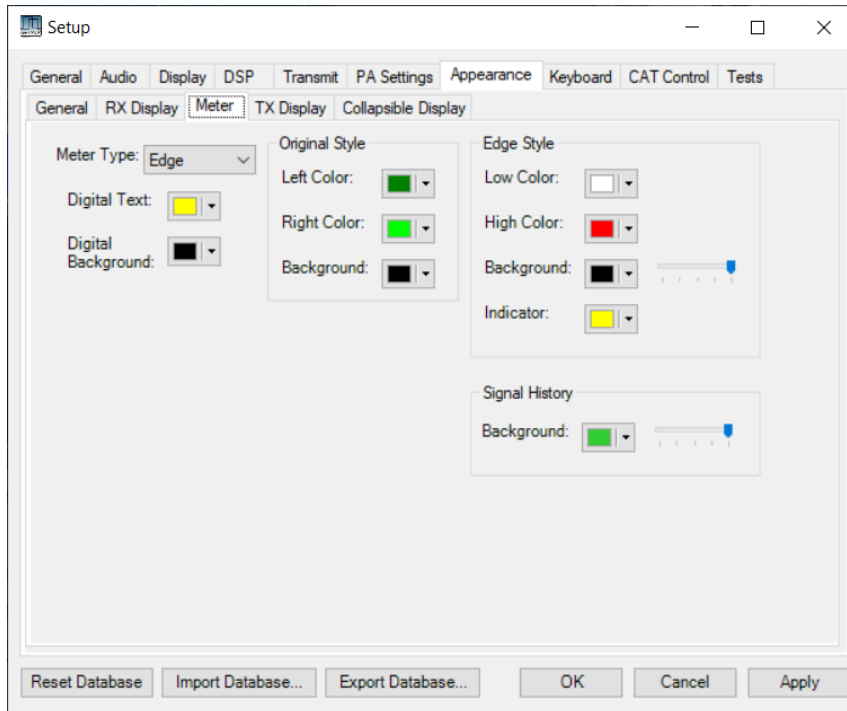 Setup
General Audio Display DSP Transmit PA Settings Appearance Keyboard CAT Control Tests
General RX Display Meter TX Display Collapsible Display
Meter Type: Edge
Digital Text:
Digital
Background:
Original Style
Left Color:
Right Color:
Background:
Edge Style
Low Color:
High Color:
Background:
Indicator:
Signal History
Background:
Reset Database Import Database... Export Database... OK Cancel Apply